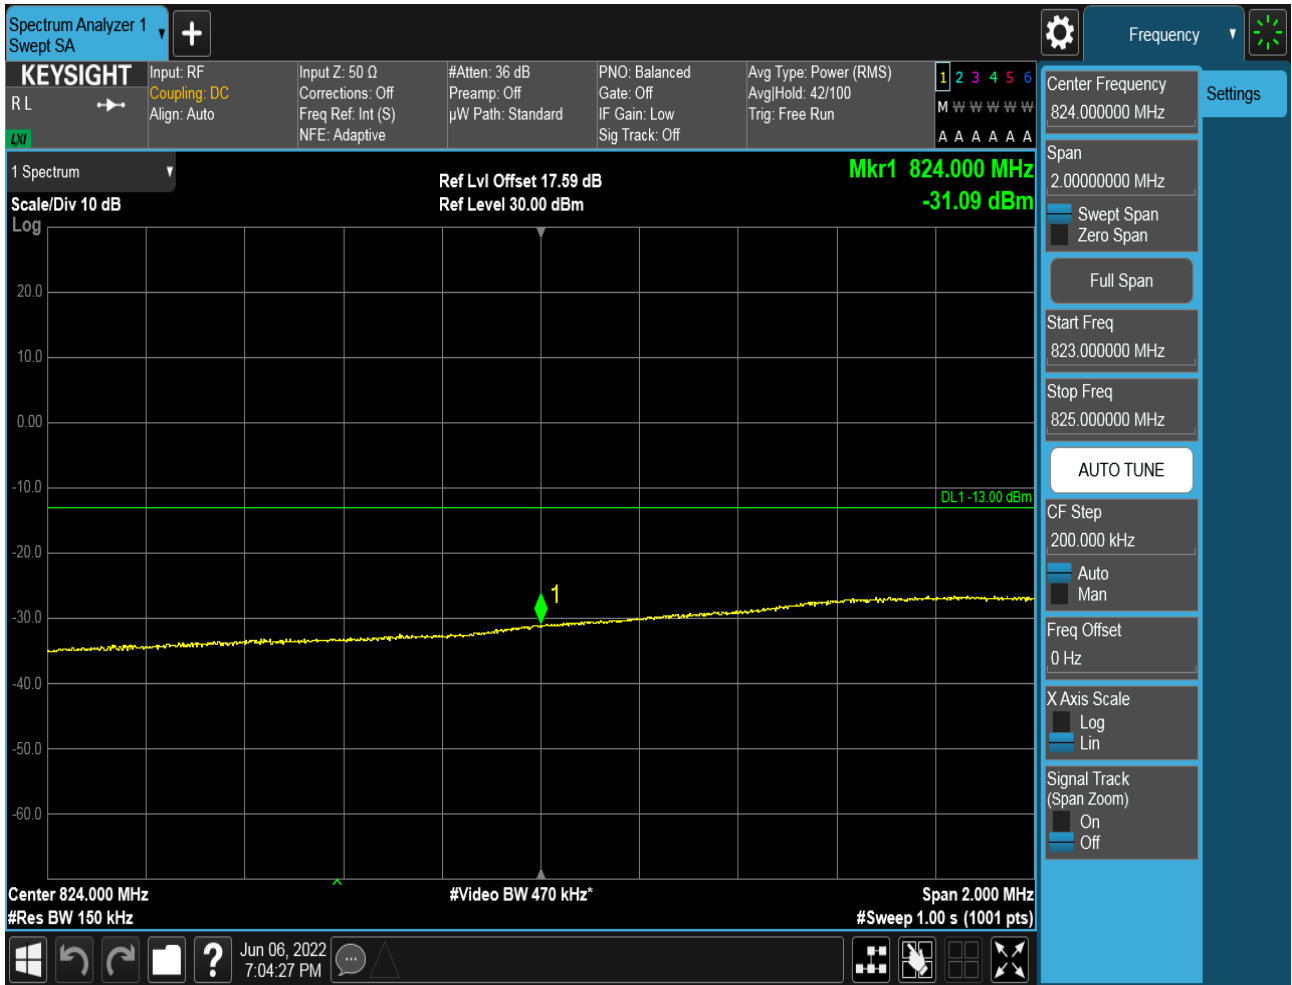 Spectrum Analyzer 1
Swept SA
Frequency
KEYSIGHT
R L
LXI
Input: RF
Coupling: DC
Align: Auto
Input Z: 50 Ω
Corrections: Off
Freq Ref: Int (S)
NFE: Adaptive
#Atten: 36 dB
Preamp: Off
µW Path: Standard
PNO: Balanced
Gate: Off
IF Gain: Low
Sig Track: Off
Avg Type: Power (RMS)
Avg|Hold: 42/100
Trig: Free Run
1 2 3 4 5 6
M W W W W W
A A A A A A
1 Spectrum
Scale/Div 10 dB
Log
Ref Lvl Offset 17.59 dB
Ref Level 30.00 dBm
Mkr1 824.000 MHz
-31.09 dBm
20.0
10.0
0.00
-10.0
-20.0
-30.0
-40.0
-50.0
-60.0
DL1 -13.00 dBm
1
Center 824.000 MHz
#Res BW 150 kHz
#Video BW 470 kHz*
Span 2.000 MHz
#Sweep 1.00 s (1001 pts)
Jun 06, 2022
7:04:27 PM
Center Frequency
824.000000 MHz
Span
2.00000000 MHz
Swept Span
Zero Span
Full Span
Start Freq
823.000000 MHz
Stop Freq
825.000000 MHz
AUTO TUNE
CF Step
200.000 kHz
Auto
Man
Freq Offset
0 Hz
X Axis Scale
Log
Lin
Signal Track
(Span Zoom)
On
Off
Settings